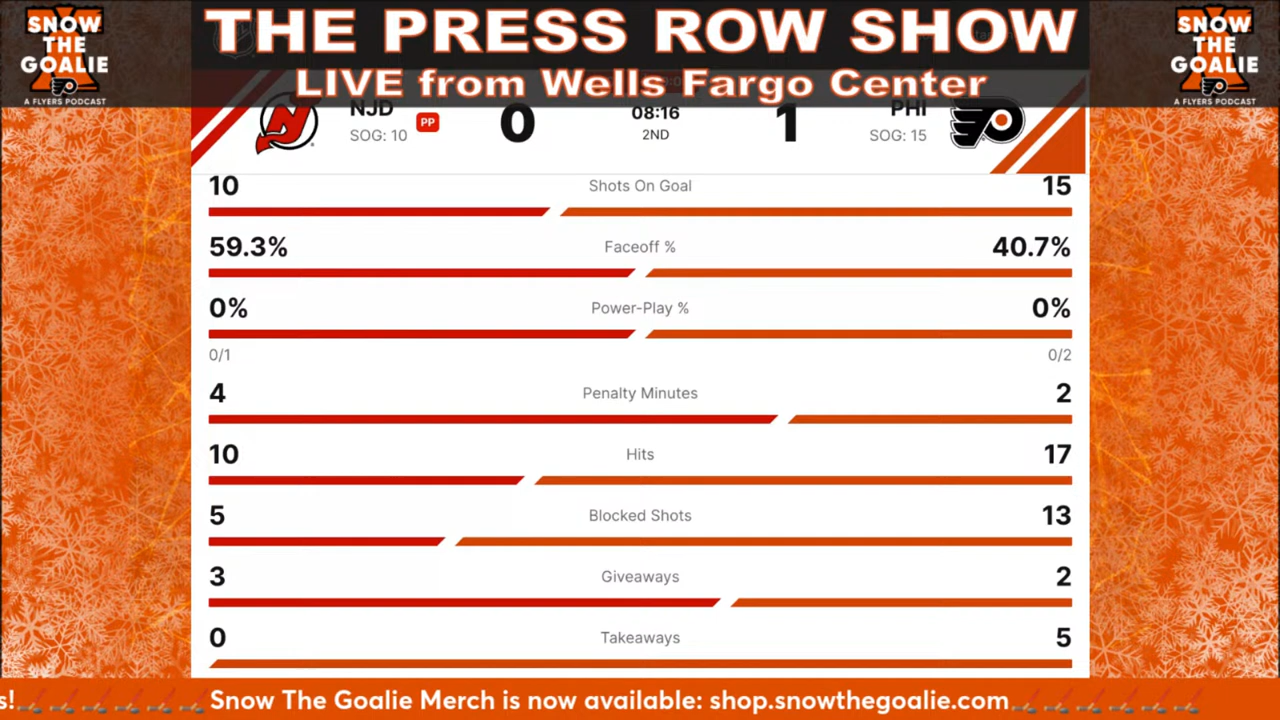 SNOW
THE
GOALIE
A FLYERS PODCAST
THE PRESS ROW SHOW
LIVE from Wells Fargo Center
SNOW
THE
GOALIE
A FLYERS PODCAST
NJD
SOG: 10
PP
0
08:16
2ND
1
PHI
SOG: 15
10 Shots On Goal 15
59.3% Faceoff % 40.7%
0% Power-Play % 0%
0/1 0/2
4 Penalty Minutes 2
10 Hits 17
5 Blocked Shots 13
3 Giveaways 2
0 Takeaways 5
s! Snow The Goalie Merch is now available: shop.snowthegoalie.com